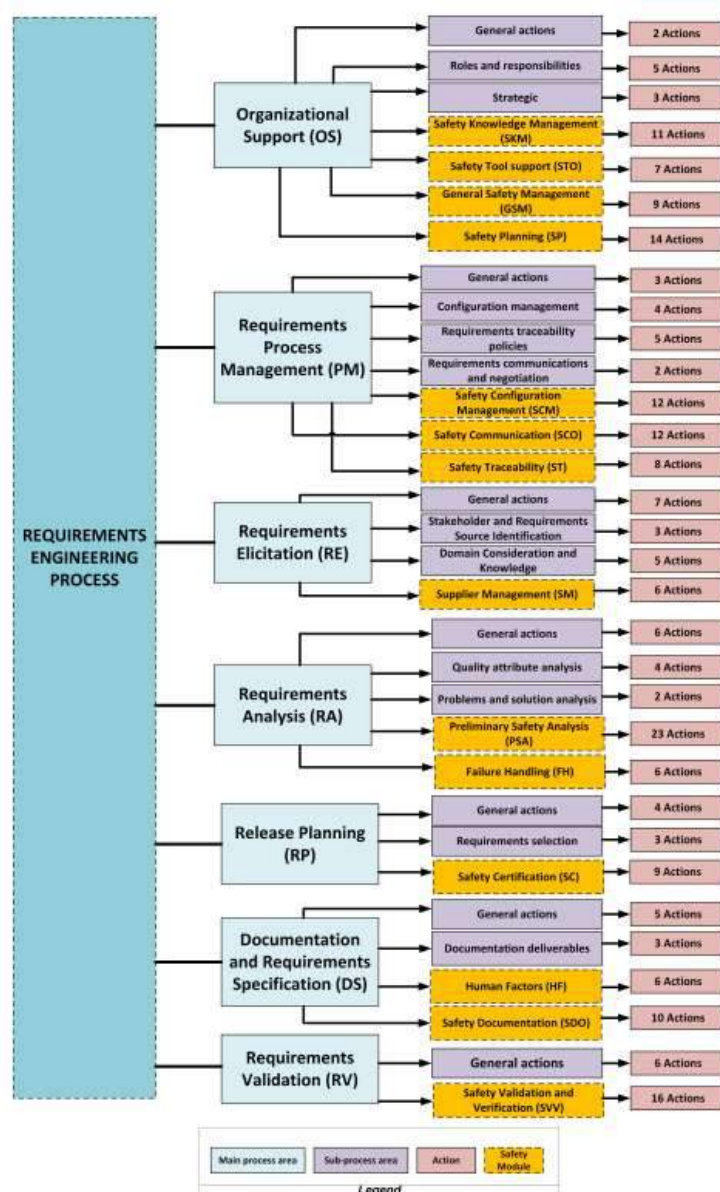 REQUIREMENTS
ENGINEERING
PROCESS
Organizational
Support (OS)
General actions
2 Actions
Roles and responsibilities
5 Actions
Strategic
3 Actions
Safety Knowledge Management
(SKM)
11 Actions
Safety Tool support (STO)
7 Actions
General Safety Management
(GSM)
9 Actions
Safety Planning (SP)
14 Actions
Requirements
Process
Management (PM)
General actions
3 Actions
Configuration management
4 Actions
Requirements traceability
policies
5 Actions
Requirements communications
and negotiation
2 Actions
Safety Configuration
Management (SCM)
12 Actions
Safety Communication (SCO)
12 Actions
Safety Traceability (ST)
8 Actions
Requirements
Elicitation (RE)
General actions
7 Actions
Stakeholder and Requirements
Source Identification
3 Actions
Domain Consideration and
Knowledge
5 Actions
Supplier Management (SM)
6 Actions
Requirements
Analysis (RA)
General actions
6 Actions
Quality attribute analysis
4 Actions
Problems and solution analysis
2 Actions
Preliminary Safety Analysis
(PSA)
23 Actions
Failure Handling (FH)
6 Actions
Release Planning
(RP)
General actions
4 Actions
Requirements selection
3 Actions
Safety Certification (SC)
9 Actions
Documentation
and Requirements
Specification (DS)
General actions
5 Actions
Documentation deliverables
3 Actions
Human Factors (HF)
6 Actions
Safety Documentation (SDO)
10 Actions
Requirements
Validation (RV)
General actions
6 Actions
Safety Validation and
Verification (SVV)
16 Actions
Main process area
Sub-process area
Action
Safety
Module
Legend